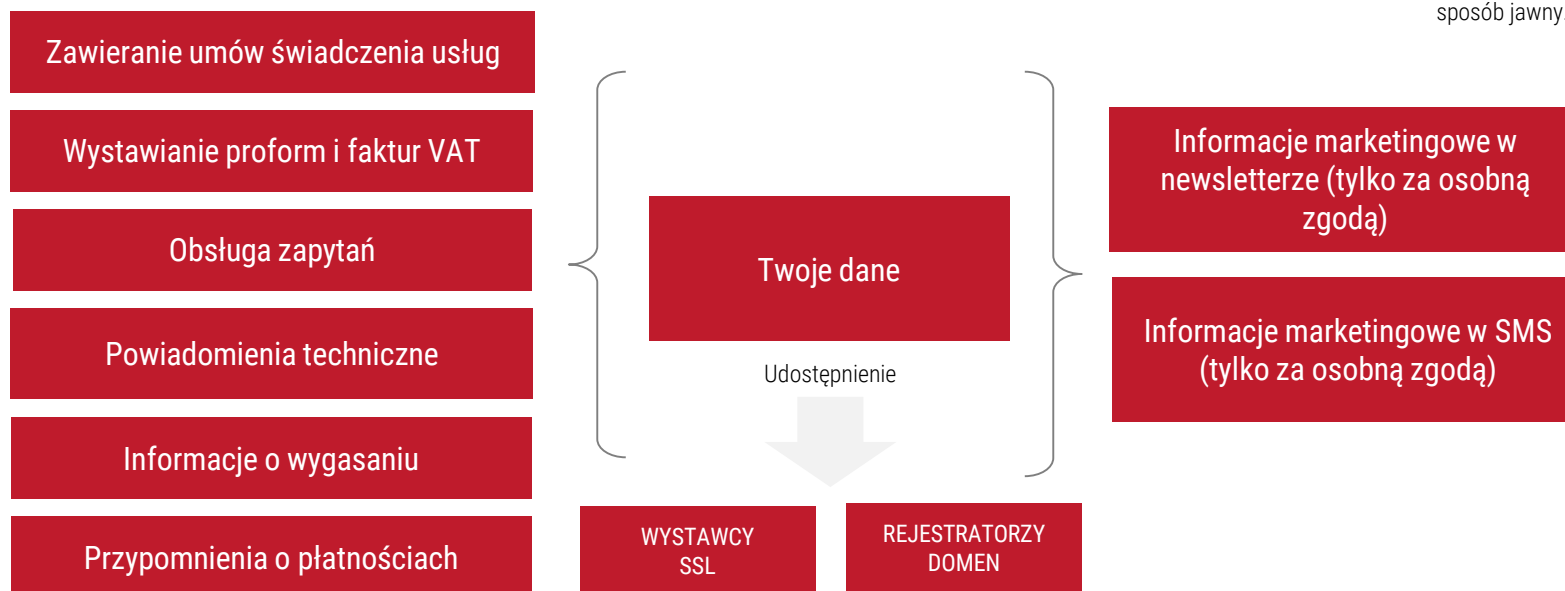 sposób jawny.
Zawieranie umów świadczenia usług
Wystawianie proform i faktur VAT
Obsługa zapytań
Powiadomienia techniczne
Informacje o wygasaniu
Przypomnienia o płatnościach
Twoje dane
Udostępnienie
WYSTAWCY
SSL
REJESTRATORZY
DOMEN
Informacje marketingowe w
newsletterze (tylko za osobną
zgodą)
Informacje marketingowe w SMS
(tylko za osobną zgodą)